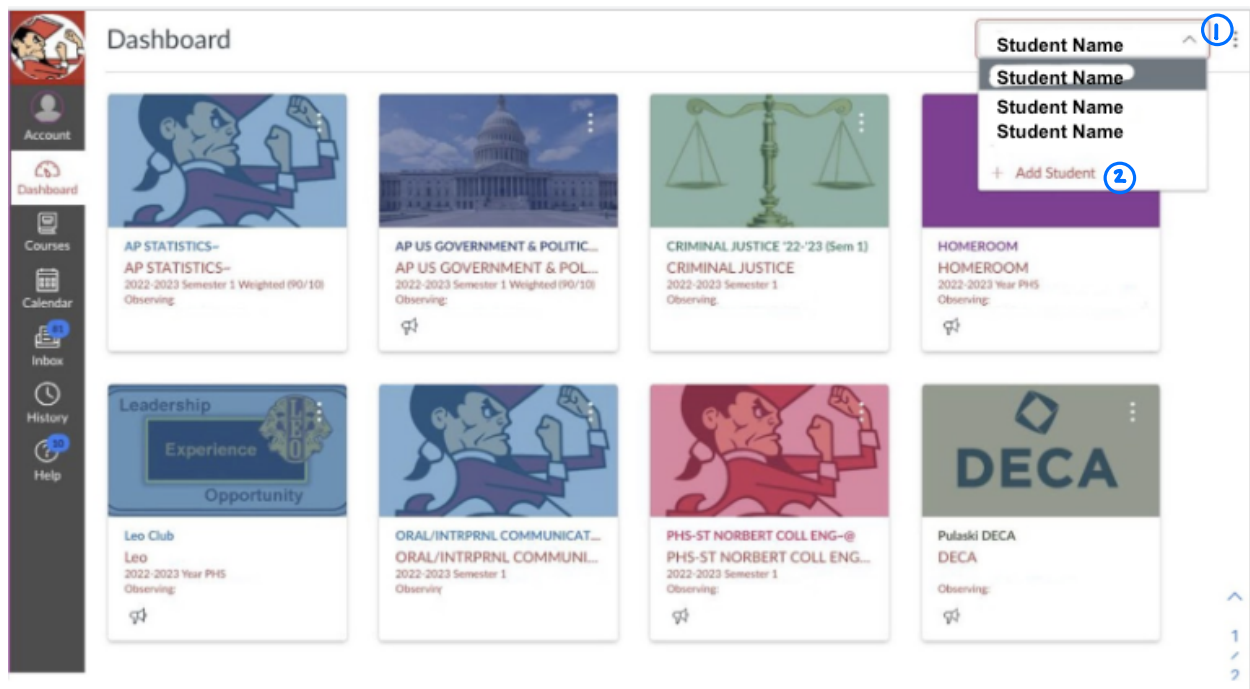 Dashboard
Student Name
1
Student Name
Student Name
Student Name
+ Add Student
2
Account
Dashboard
Courses
Calendar
81
Inbox
History
10
Help
AP STATISTICS~
AP STATISTICS~
2022-2023 Semester 1 Weighted (90/10)
Observing:
AP US GOVERNMENT & POLITIC...
AP US GOVERNMENT & POL...
2022-2023 Semester 1 Weighted (90/10)
Observing:
CRIMINAL JUSTICE '22-'23 (Sem 1)
CRIMINAL JUSTICE
2022-2023 Semester 1
Observing:
HOMEROOM
HOMEROOM
2022-2023 Year PHS
Observing:
Leadership
LEO
Experience
Opportunity
Leo Club
Leo
2022-2023 Year PHS
Observing:
ORAL/INTRPRNL COMMUNICAT...
ORAL/INTRPRNL COMMUNI...
2022-2023 Semester 1
Observing
PHS-ST NORBERT COLL ENG~@
PHS-ST NORBERT COLL ENG...
2022-2023 Semester 1
Observing:
DECA
Pulaski DECA
DECA
Observing:
1
/
2